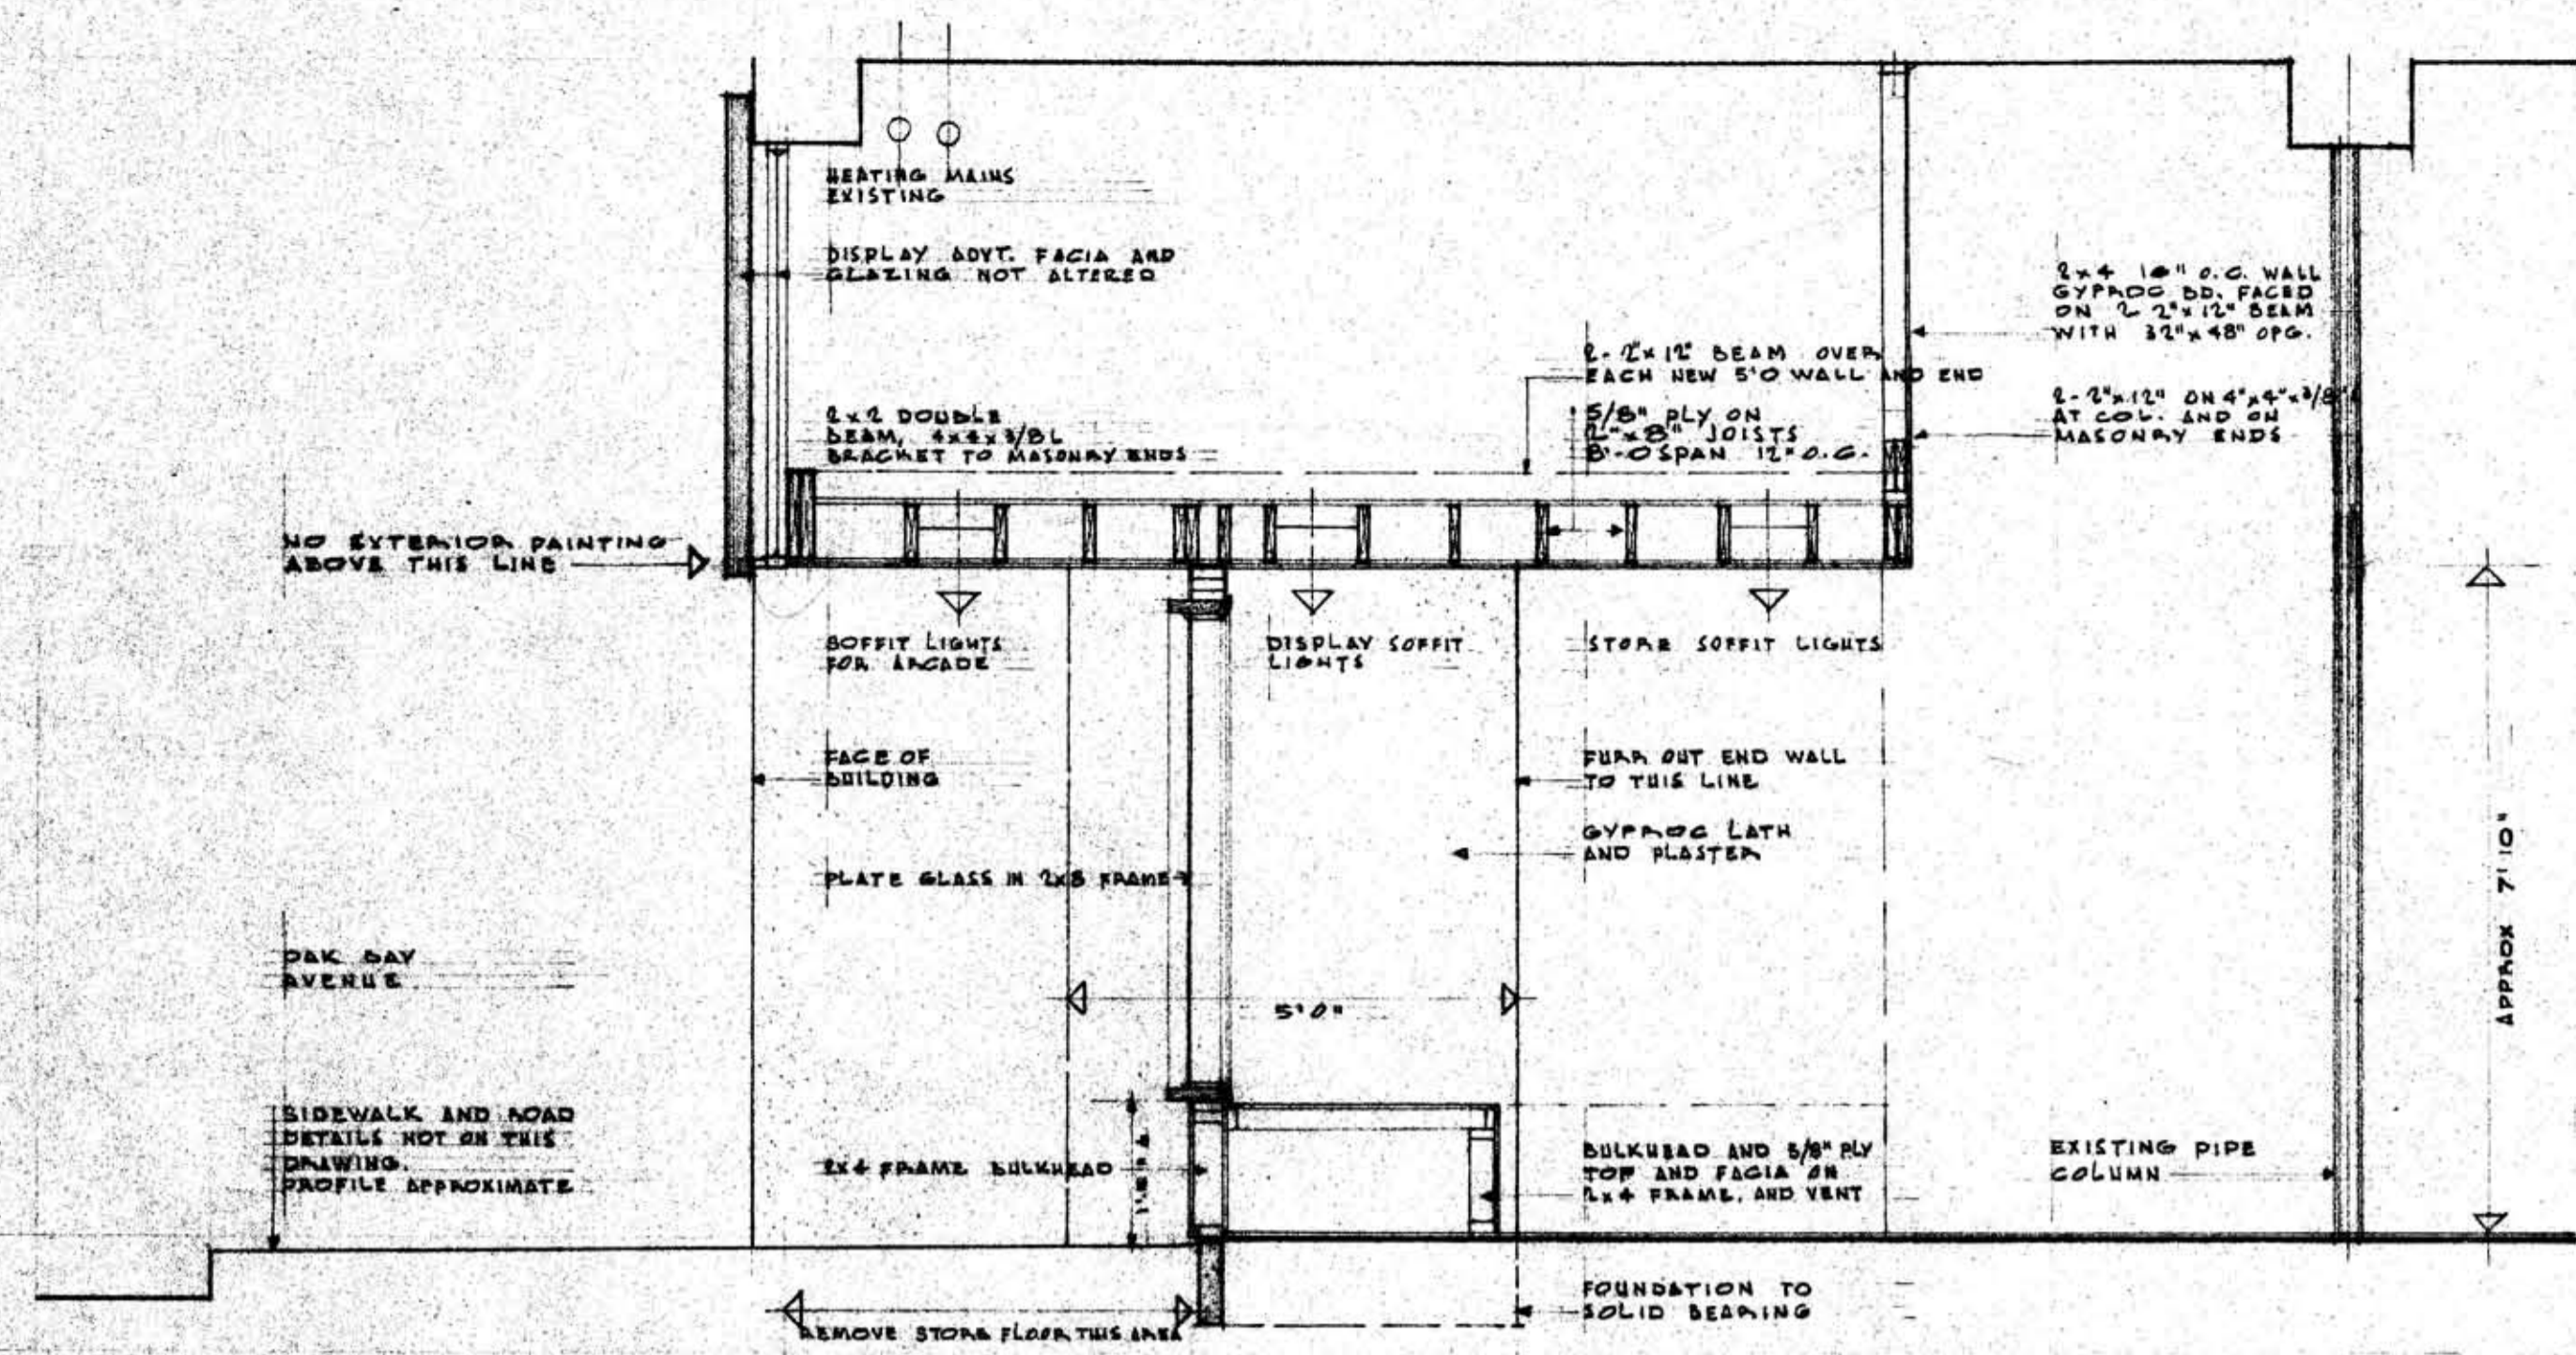 HEATING MAINS
EXISTING
DISPLAY ADVT. FACIA AND
GLAZING NOT ALTERED
2x4 16" O.C. WALL
GYPROC BD. FACED
ON 2 2"x12" BEAM
WITH 32"x48" OPG.
2-2"x12" BEAM OVER
EACH NEW 5'0 WALL AND END
2-2"x12" ON 4"x4"x3/8"
AT COL. AND ON
MASONRY ENDS
2x2 DOUBLE
BEAM, 4x4x3/8 L
BRACKET TO MASONRY ENDS
5/8" PLY ON
2"x8" JOISTS
8'-0 SPAN 12" O.C.
NO EXTERIOR PAINTING
ABOVE THIS LINE
SOFFIT LIGHTS
FOR ARCADE
DISPLAY SOFFIT
LIGHTS
STORE SOFFIT LIGHTS
FACE OF
BUILDING
FURR OUT END WALL
TO THIS LINE
GYPROC LATH
AND PLASTER
PLATE GLASS IN 2x8 FRAME
APPROX 7'10"
OAK BAY
AVENUE
5'0"
SIDEWALK AND ROAD
DETAILS NOT ON THIS
DRAWING.
PROFILE APPROXIMATE
2x4 FRAME BULKHEAD
BULKHEAD AND 5/8" PLY
TOP AND FACIA ON
2x4 FRAME, AND VENT
EXISTING PIPE
COLUMN
FOUNDATION TO
SOLID BEARING
REMOVE STORE FLOOR THIS AREA